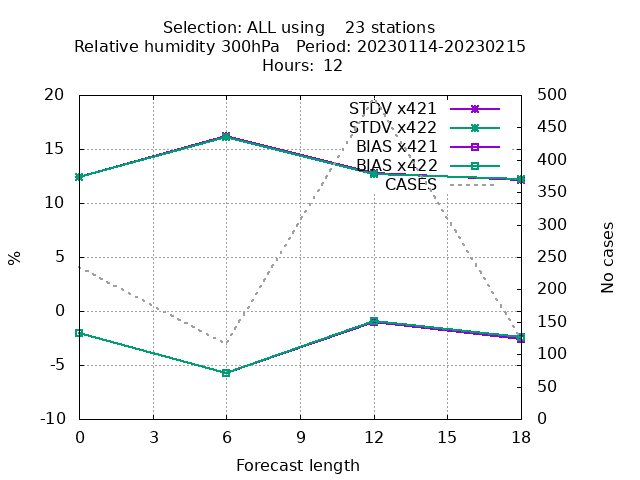 Selection: ALL using 23 stations
Relative humidity 300hPa Period: 20230114-20230215
Hours: 12
20
15
10
5
0
-5
-10
%
500
450
400
350
300
250
200
150
100
50
0
No cases
STDV x421
STDV x422
BIAS x421
BIAS x422
CASES
0 3 6 9 12 15 18
Forecast length